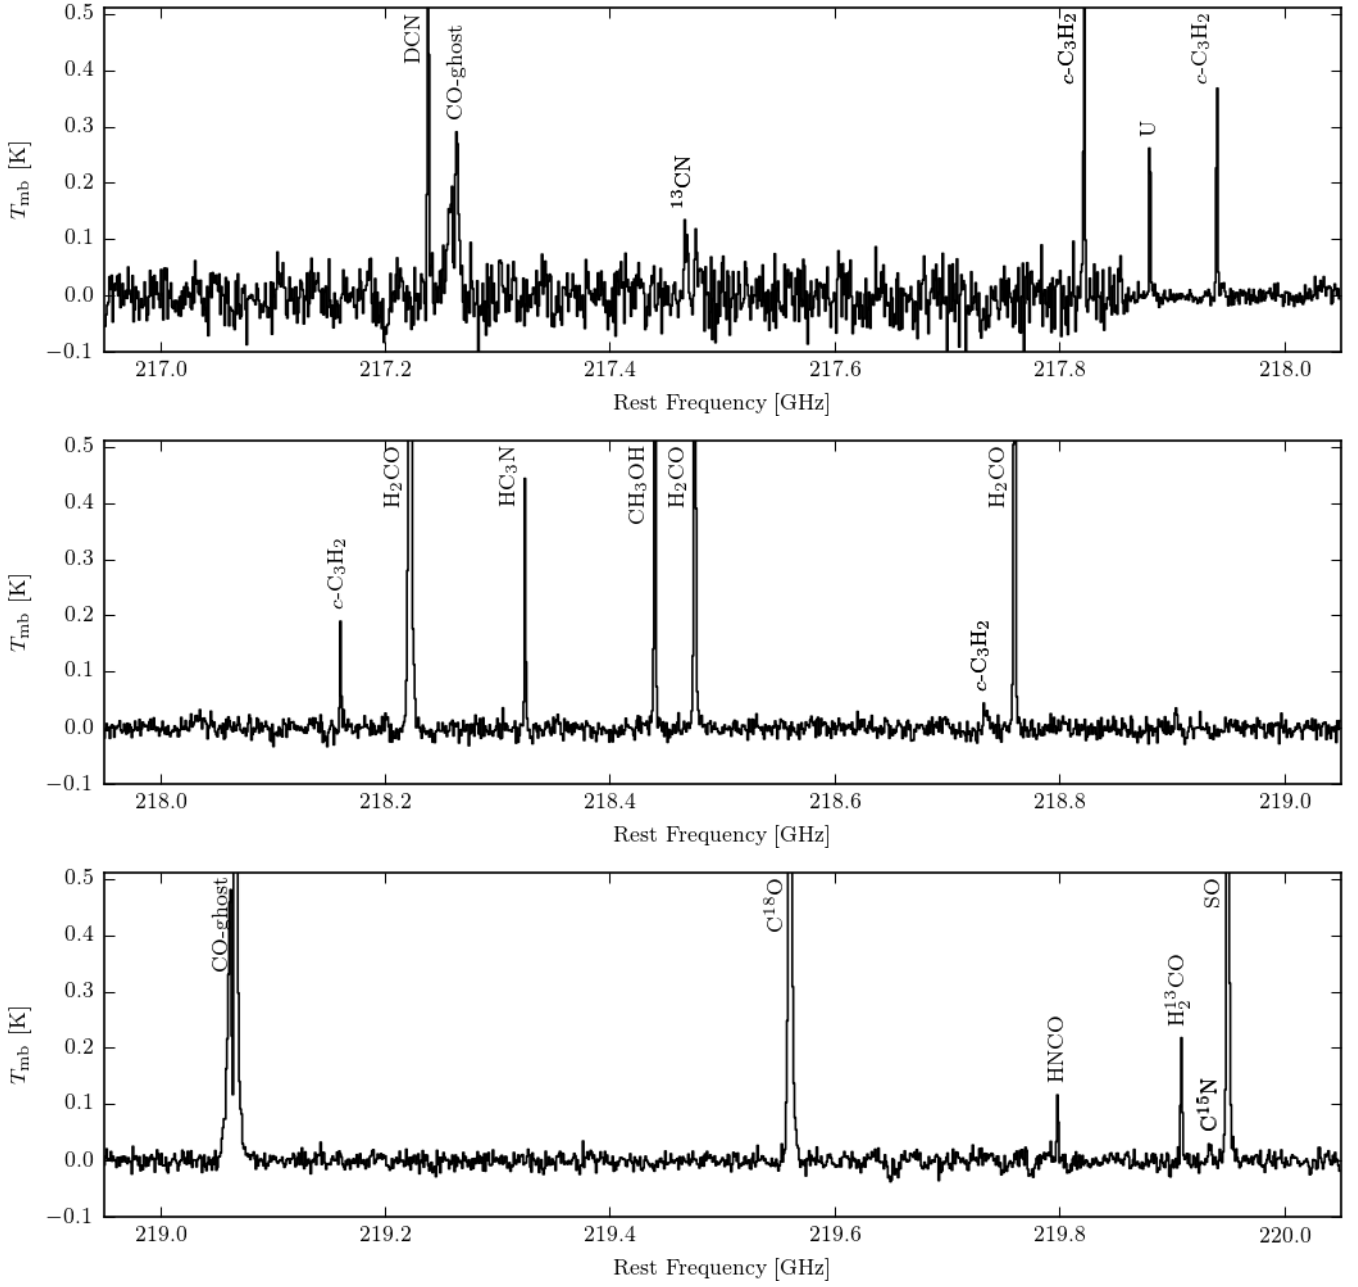 0.5
0.4
0.3
0.2
0.1
0.0
−0.1
T_mb [K]
DCN
CO-ghost
¹³CN
c-C₃H₂
U
c-C₃H₂
217.0 217.2 217.4 217.6 217.8 218.0
Rest Frequency [GHz]
0.5
0.4
0.3
0.2
0.1
0.0
−0.1
T_mb [K]
c-C₃H₂
H₂CO
HC₃N
CH₃OH
H₂CO
c-C₃H₂
H₂CO
218.0 218.2 218.4 218.6 218.8 219.0
Rest Frequency [GHz]
0.5
0.4
0.3
0.2
0.1
0.0
−0.1
T_mb [K]
CO-ghost
C¹⁸O
HNCO
H₂¹³CO
C¹⁵N
SO
219.0 219.2 219.4 219.6 219.8 220.0
Rest Frequency [GHz]